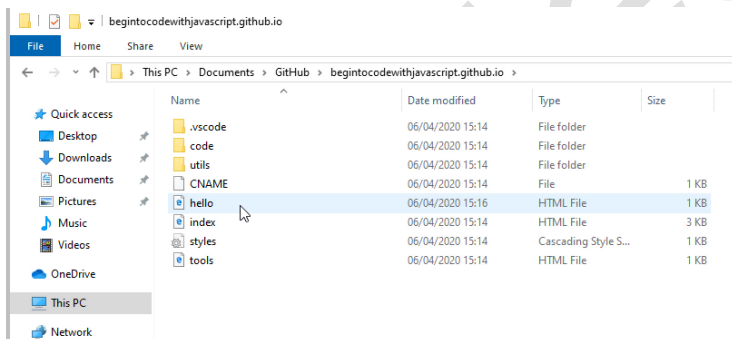 begintocodewithjavascript.github.io
File Home Share View
This PC > Documents > GitHub > begintocodewithjavascript.github.io >
Name Date modified Type Size
Quick access
Desktop
Downloads
Documents
Pictures
Music
Videos
OneDrive
This PC
Network
.vscode 06/04/2020 15:14 File folder
code 06/04/2020 15:14 File folder
utils 06/04/2020 15:14 File folder
CNAME 06/04/2020 15:14 File 1 KB
hello 06/04/2020 15:16 HTML File 1 KB
index 06/04/2020 15:14 HTML File 3 KB
styles 06/04/2020 15:14 Cascading Style S... 1 KB
tools 06/04/2020 15:14 HTML File 1 KB